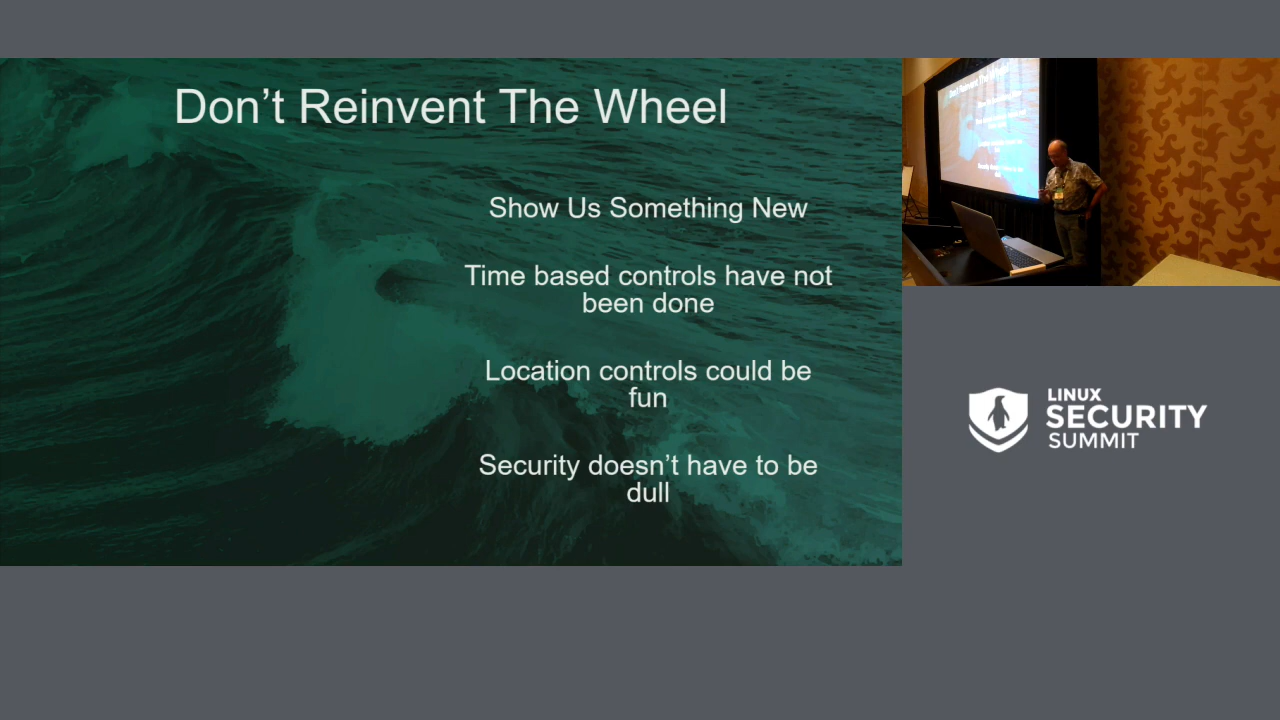 Don’t Reinvent The Wheel
Show Us Something New
Time based controls have not
been done
Location controls could be
fun
Security doesn’t have to be
dull
LINUX
SECURITY
SUMMIT